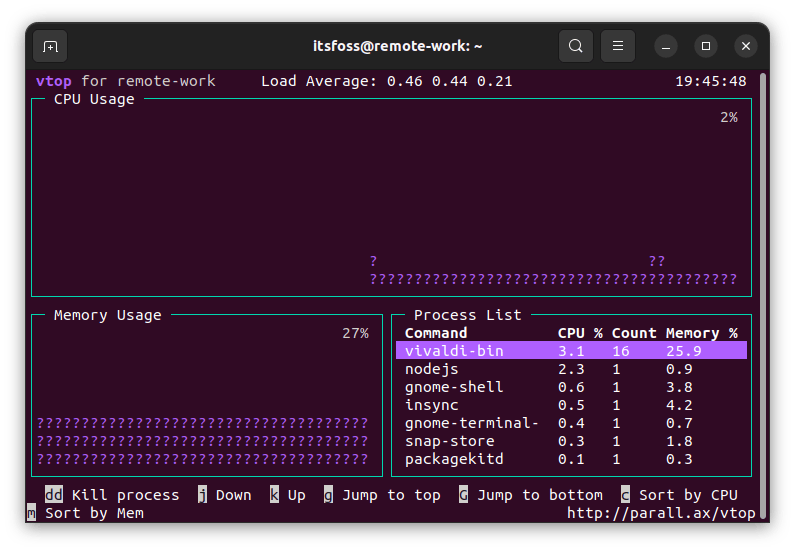 itsfoss@remote-work: ~
vtop for remote-work Load Average: 0.46 0.44 0.21 19:45:48
CPU Usage
2%
? ??
?????????????????????????????????????????
Memory Usage
27%
?????????????????????????????????????
?????????????????????????????????????
?????????????????????????????????????
Process List
Command CPU % Count Memory %
vivaldi-bin 3.1 16 25.9
nodejs 2.3 1 0.9
gnome-shell 0.6 1 3.8
insync 0.5 1 4.2
gnome-terminal- 0.4 1 0.7
snap-store 0.3 1 1.8
packagekitd 0.1 1 0.3
dd Kill process j Down k Up g Jump to top G Jump to bottom c Sort by CPU
m Sort by Mem http://parall.ax/vtop